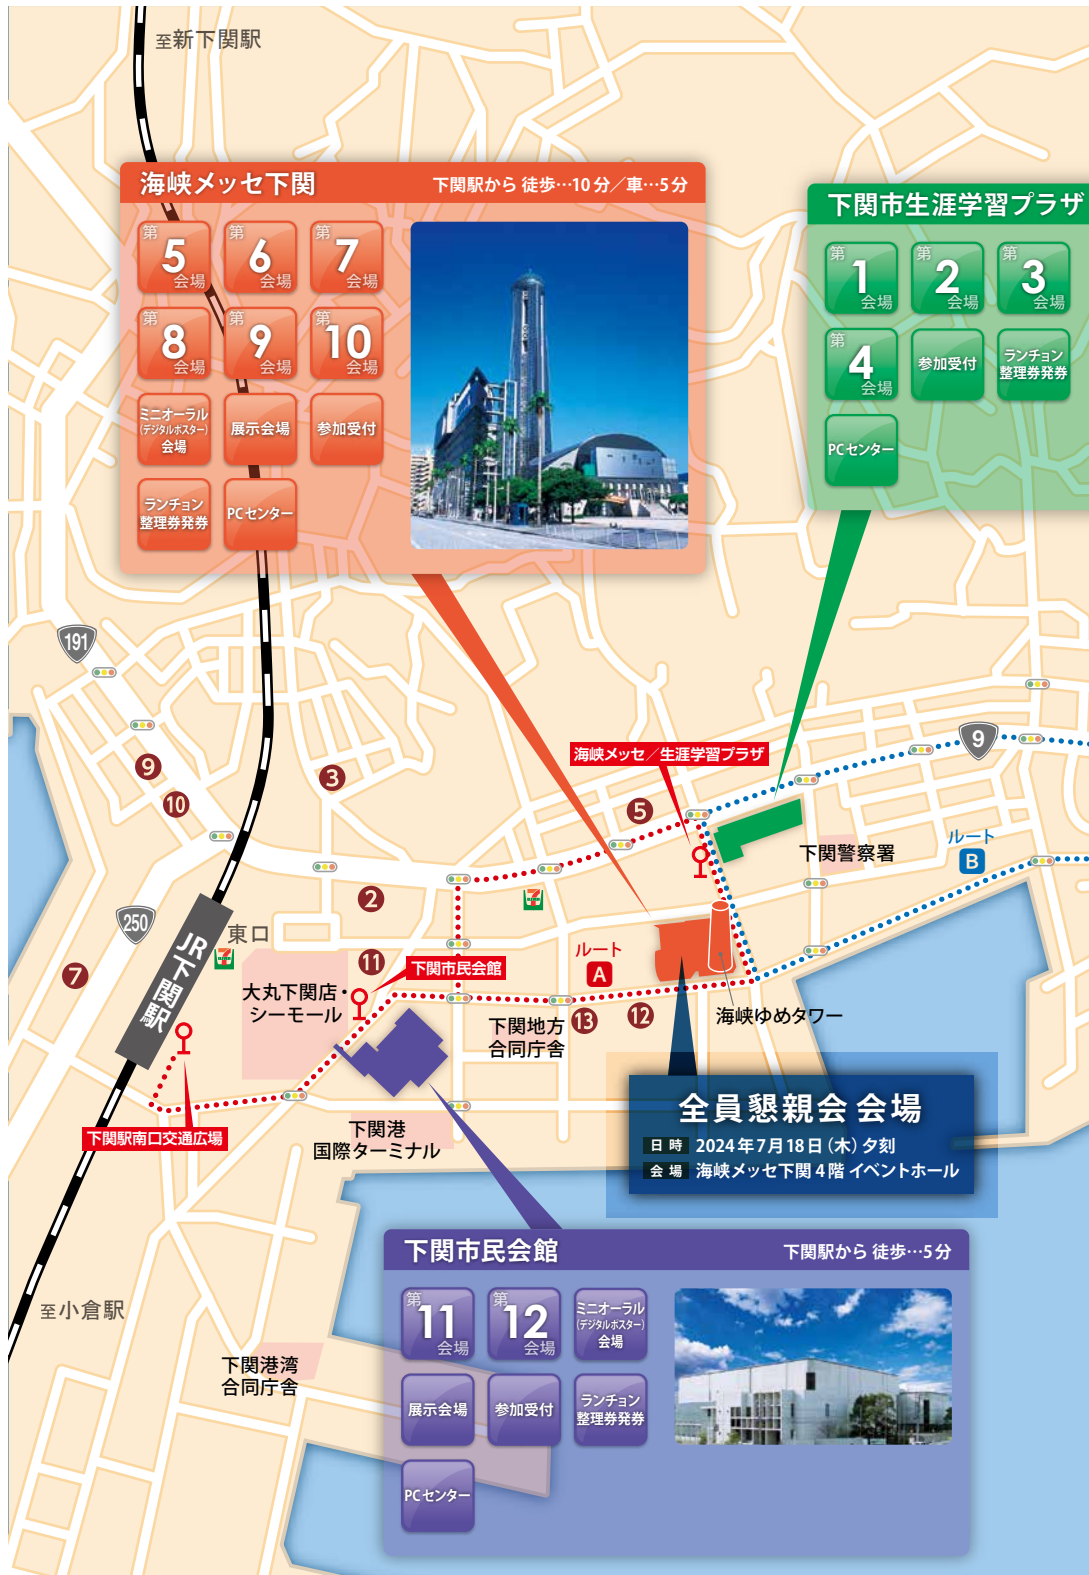 至新下関駅
海峡メッセ下関
下関駅から 徒歩…10分／車…5分
第5会場
第6会場
第7会場
第8会場
第9会場
第10会場
ミニオーラル
(デジタルポスター)
会場
展示会場
参加受付
ランチョン
整理券発券
PCセンター
下関市生涯学習プラザ
第1会場
第2会場
第3会場
第4会場
参加受付
ランチョン
整理券発券
PCセンター
191
9
10
3
海峡メッセ／生涯学習プラザ
5
9
下関警察署
ルート
B
2
7
250
東口
7
JR下関駅
7
11
下関市民会館
ルート
A
大丸下関店・
シーモール
下関地方
合同庁舎
13
12
海峡ゆめタワー
全員懇親会 会場
日時 2024年7月18日（木）夕刻
会場 海峡メッセ下関 4階 イベントホール
下関駅南口交通広場
下関港
国際ターミナル
至小倉駅
下関港湾
合同庁舎
下関市民会館
下関駅から 徒歩…5分
第11会場
第12会場
ミニオーラル
(デジタルポスター)
会場
展示会場
参加受付
ランチョン
整理券発券
PCセンター